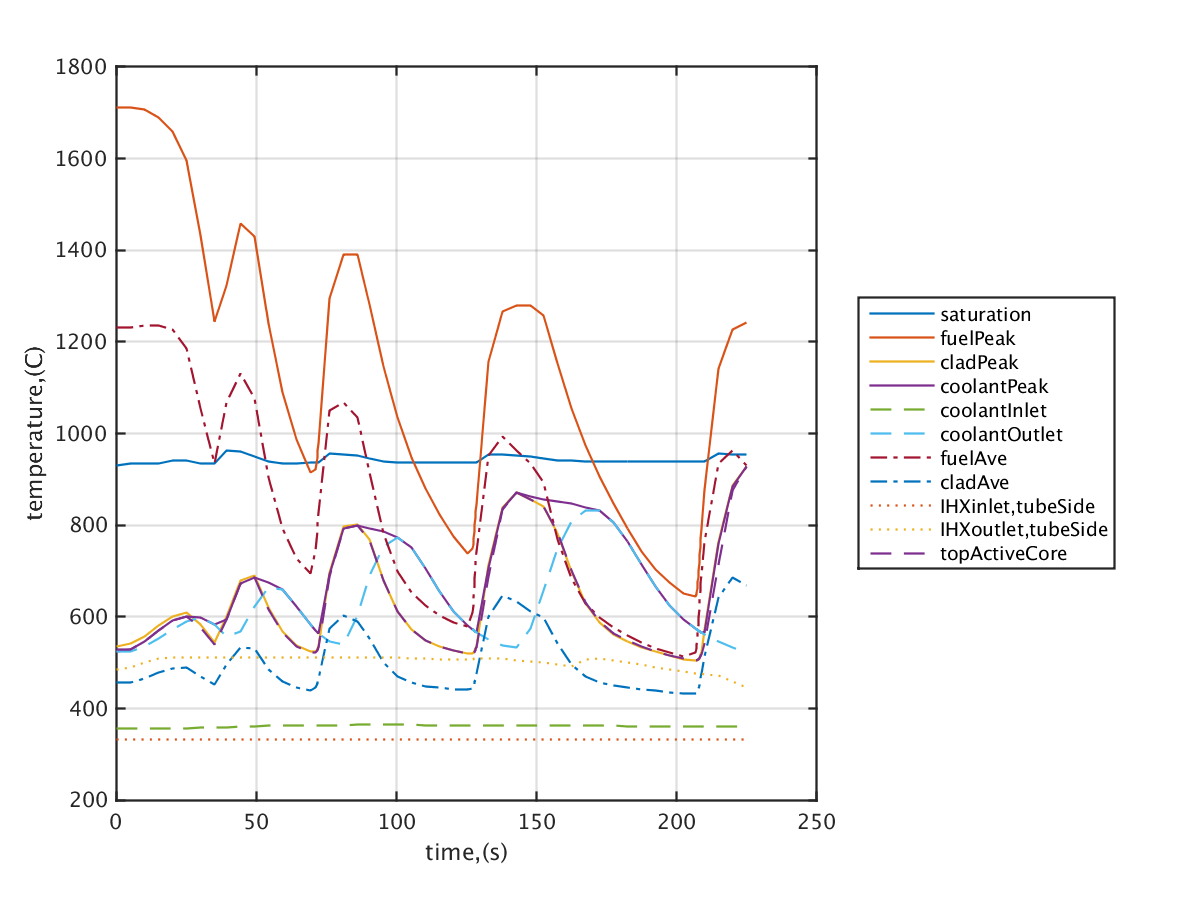 1800
1600
1400
1200
1000
800
600
400
200
0
50
100
150
200
250
temperature,(C)
time,(s)
saturation
fuelPeak
cladPeak
coolantPeak
coolantInlet
coolantOutlet
fuelAve
cladAve
IHXinlet,tubeSide
IHXoutlet,tubeSide
topActiveCore